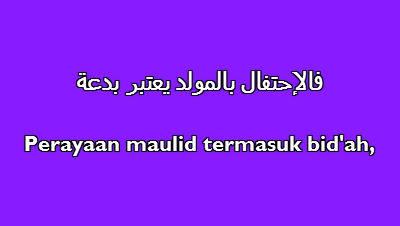 فالإحتفال بالمولد يعتبر بدعة
Perayaan maulid termasuk bid'ah,